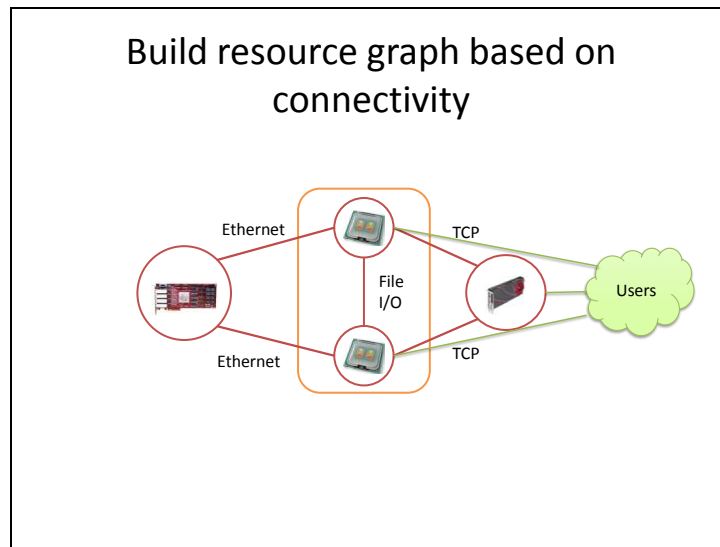 Build resource graph based on
connectivity
Ethernet
TCP
File
I/O
Users
Ethernet
TCP